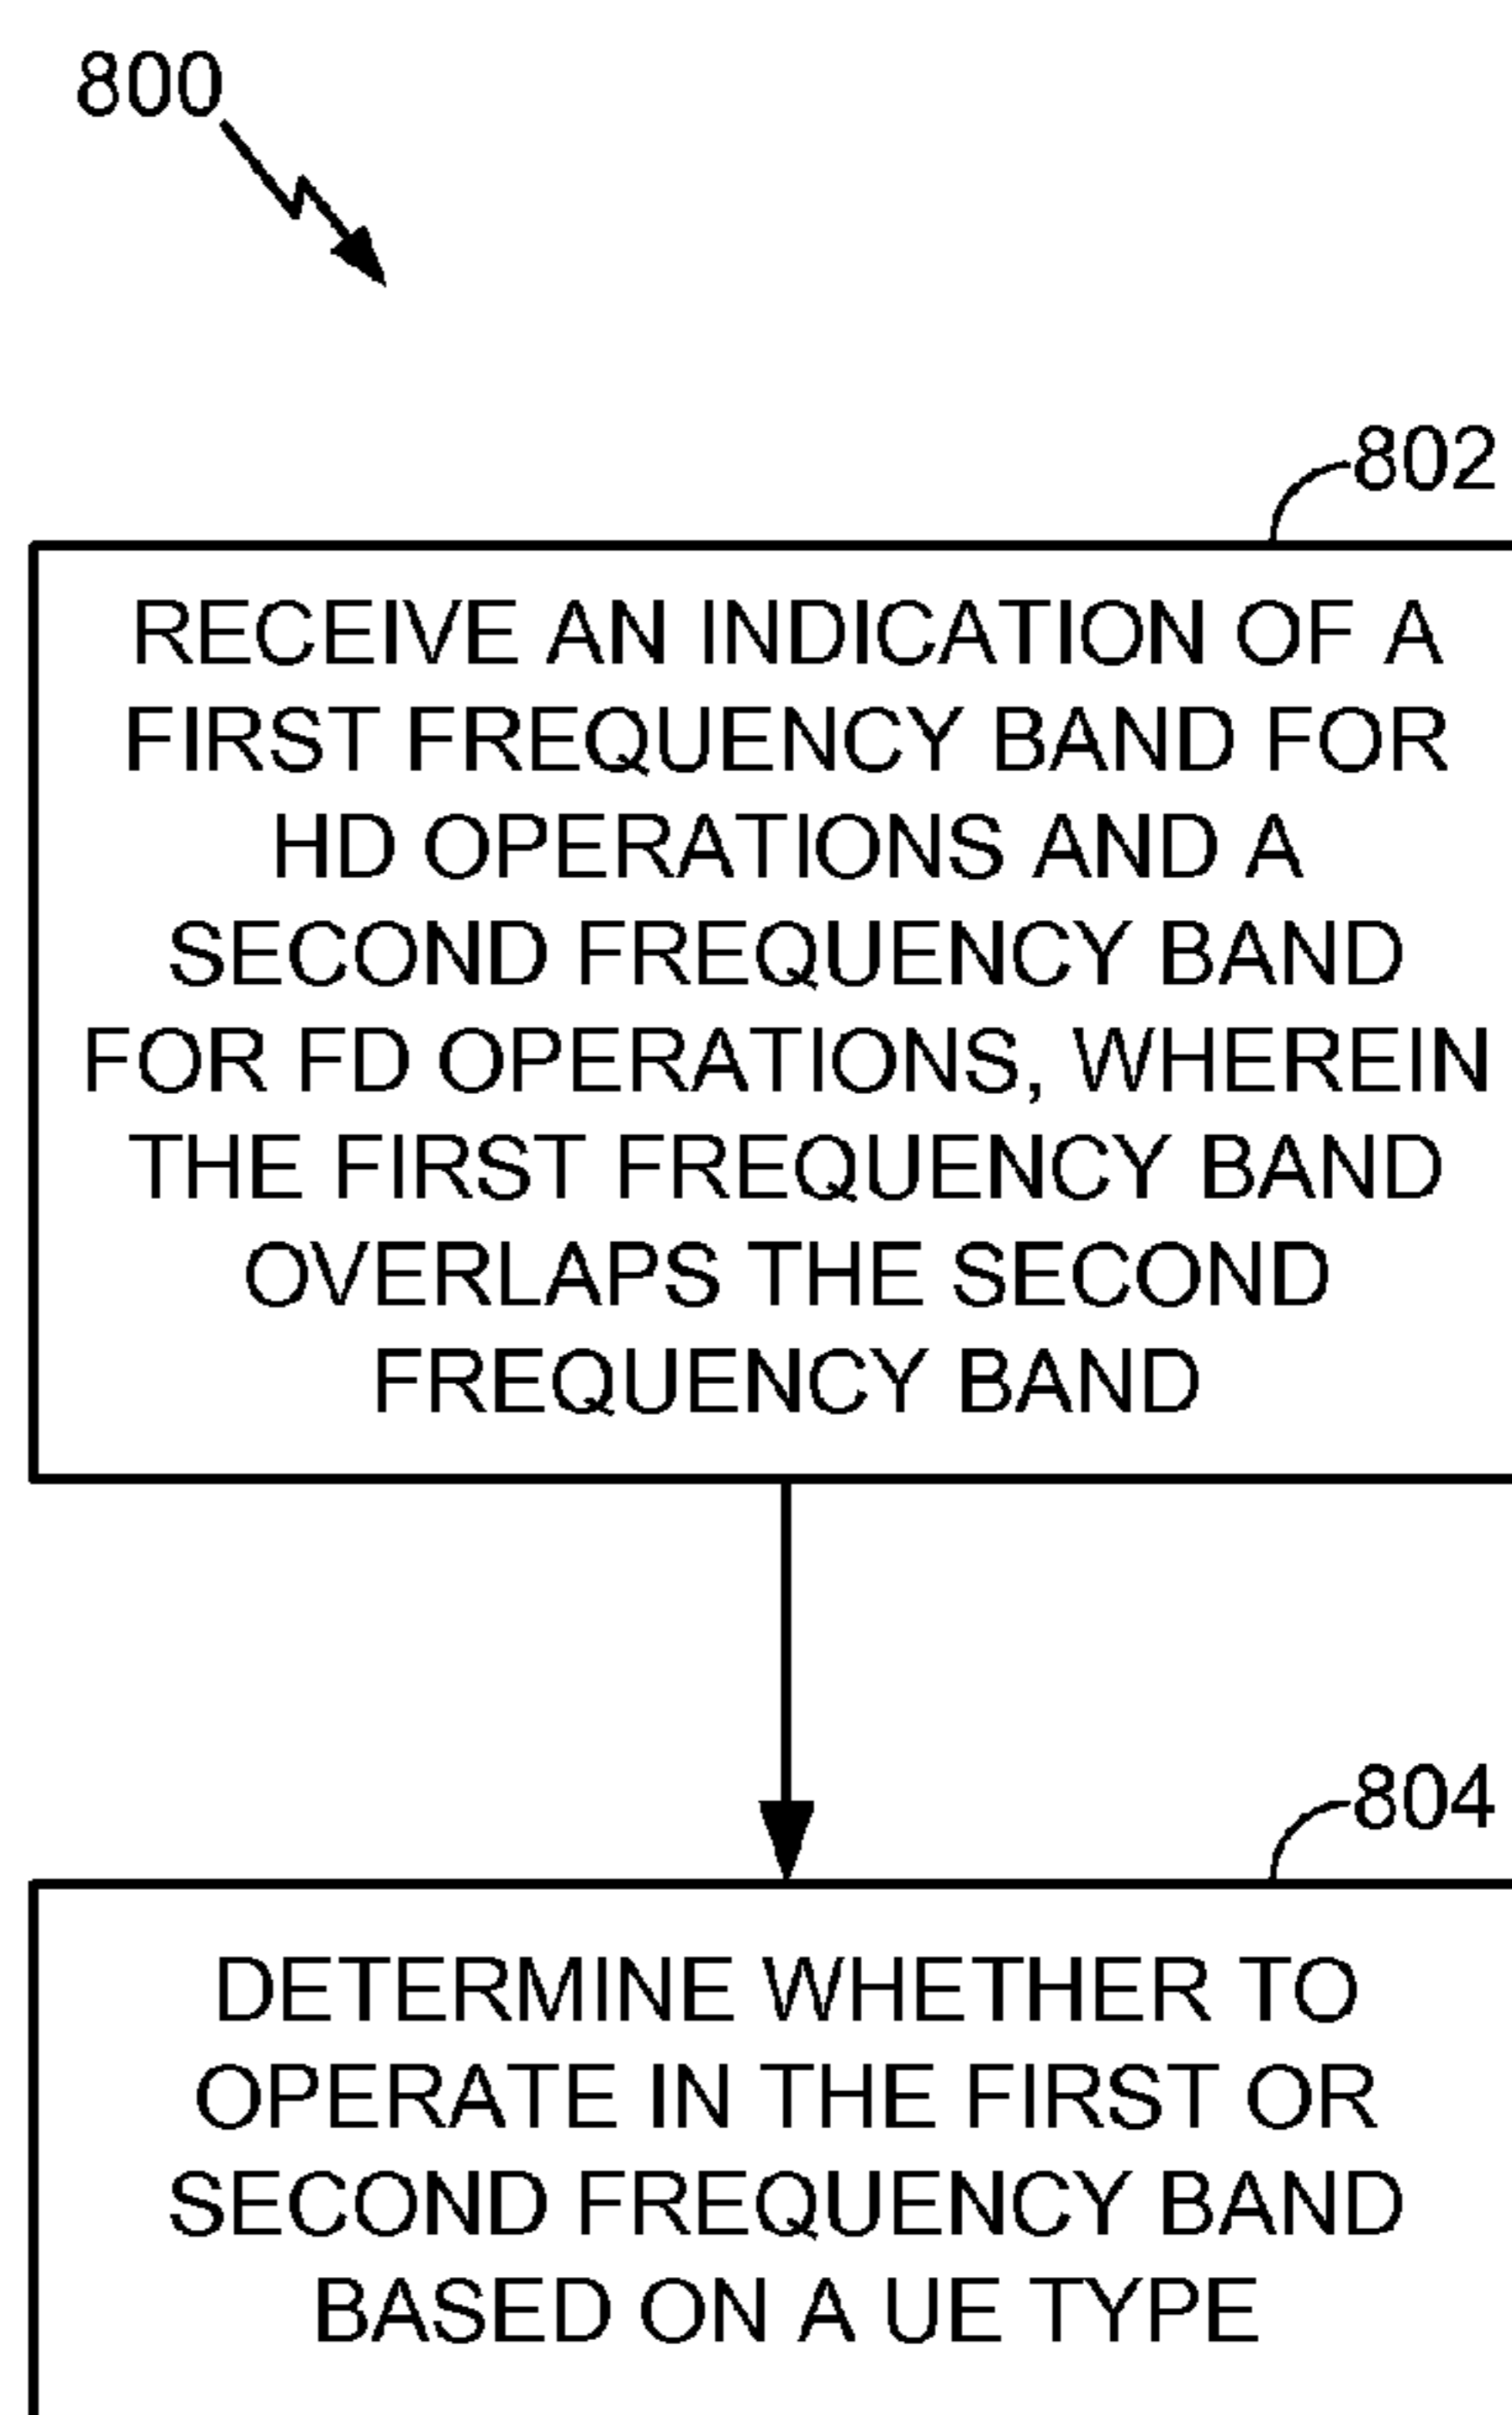 800
802
RECEIVE AN INDICATION OF A
FIRST FREQUENCY BAND FOR
HD OPERATIONS AND A
SECOND FREQUENCY BAND
FOR FD OPERATIONS, WHEREIN
THE FIRST FREQUENCY BAND
OVERLAPS THE SECOND
FREQUENCY BAND
804
DETERMINE WHETHER TO
OPERATE IN THE FIRST OR
SECOND FREQUENCY BAND
BASED ON A UE TYPE